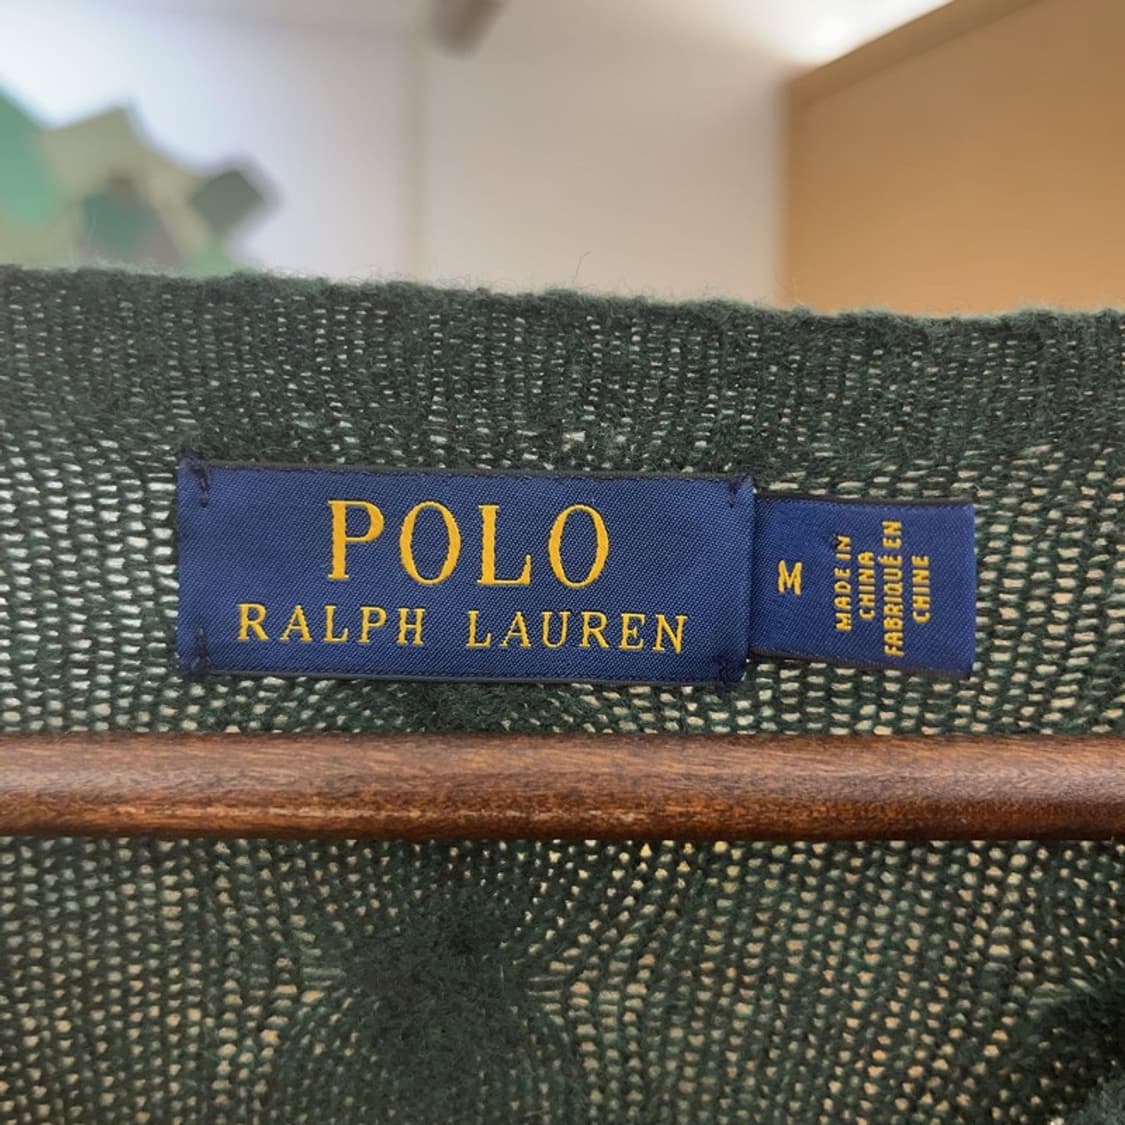 POLO
RALPH LAUREN
M
MADE IN
CHINA
FABRIQUÉ EN
CHINE